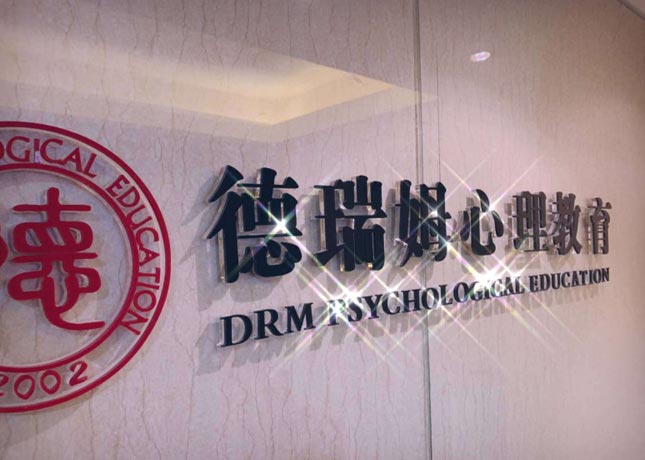 OGICAL EDUCATION
2002
德瑞姆心理教育
DRM PSYCHOLOGICAL EDUCATION